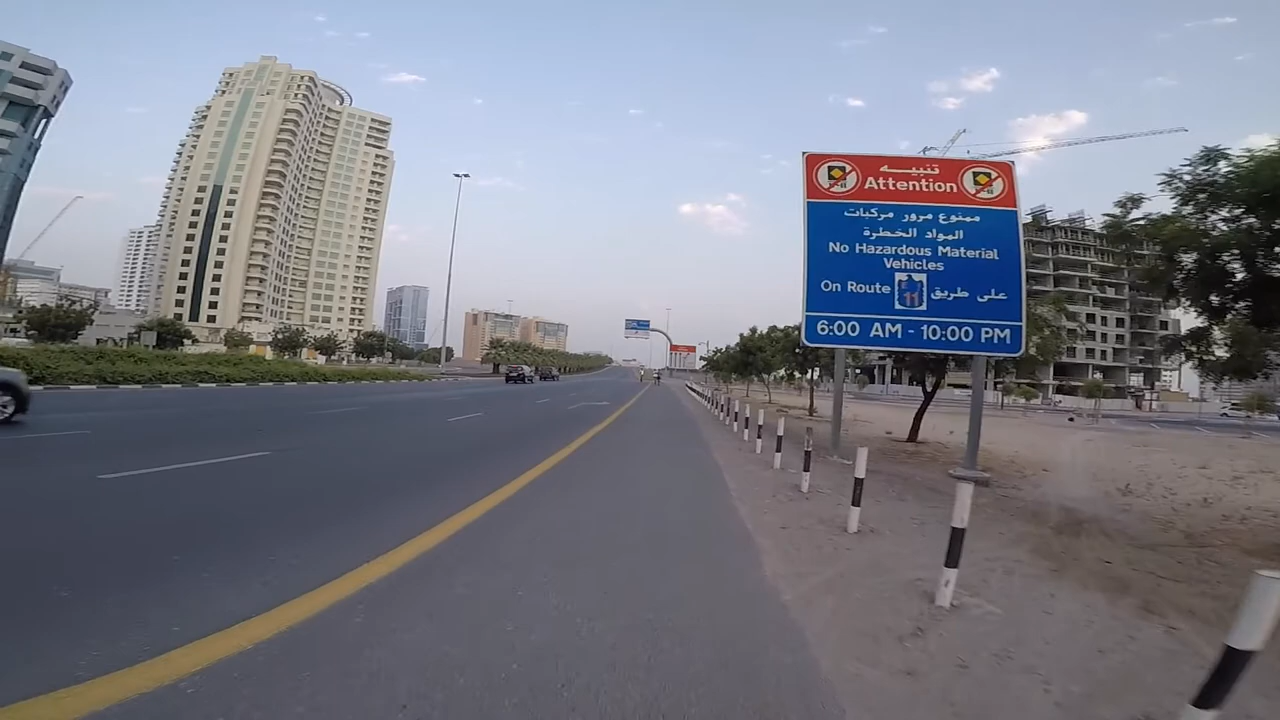 تنبيه
Attention
ممنوع مرور مركبات
المواد الخطرة
No Hazardous Material
Vehicles
On Route E 11 على طريق
6:00 AM - 10:00 PM